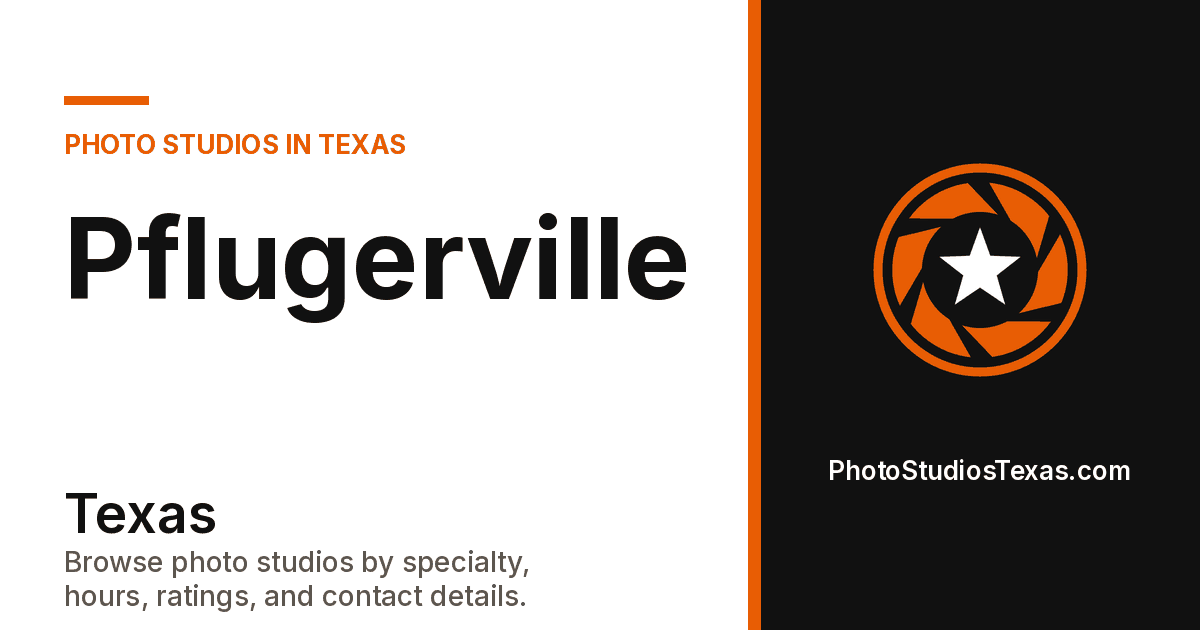 PHOTO STUDIOS IN TEXAS
Pflugerville
Texas
Browse photo studios by specialty,
hours, ratings, and contact details.
PhotoStudiosTexas.com